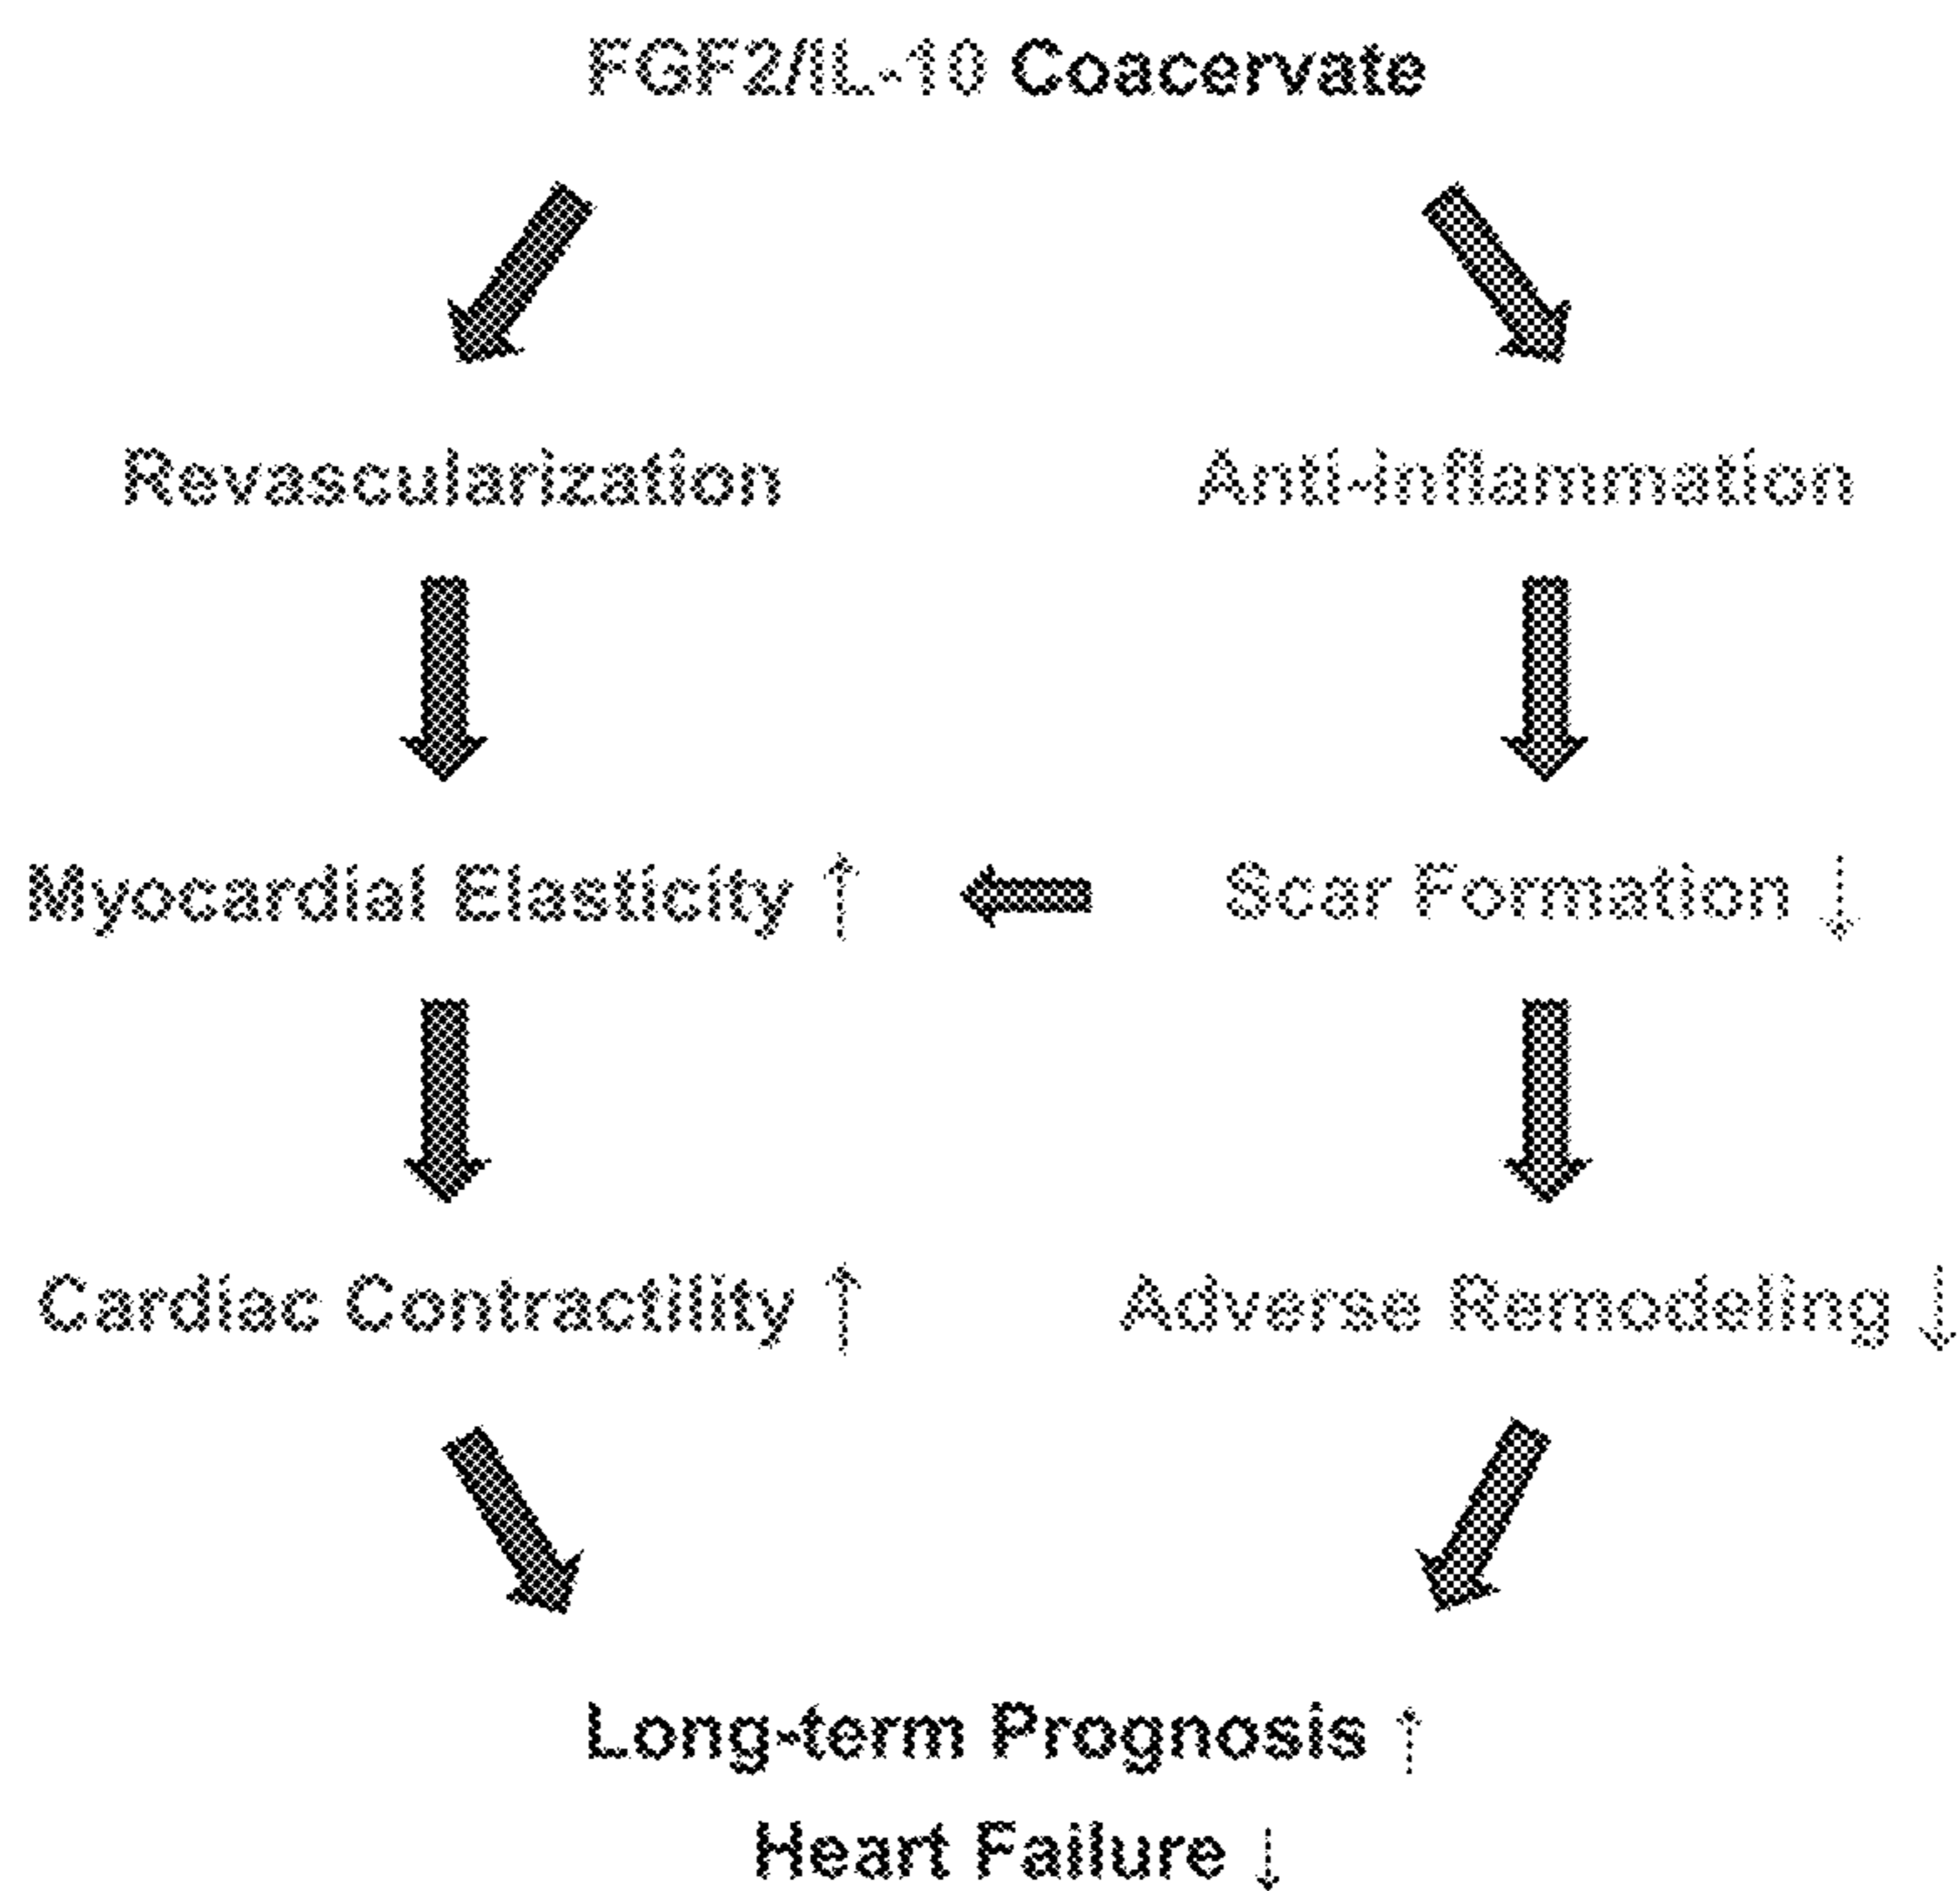 FGF2/IL-10 Coacervate
Revascularization
Anti-inflammation
Myocardial Elasticity ↑
Scar Formation ↓
Cardiac Contractility ↑
Adverse Remodeling ↓
Long-term Prognosis ↑
Heart Failure ↓